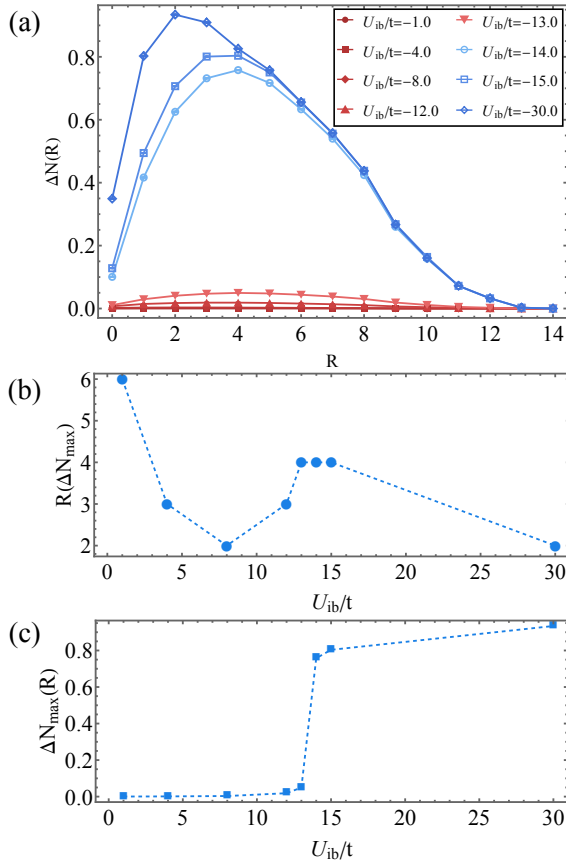 (a)
U_ib/t=−1.0
U_ib/t=−4.0
U_ib/t=−8.0
U_ib/t=−12.0
U_ib/t=−13.0
U_ib/t=−14.0
U_ib/t=−15.0
U_ib/t=−30.0
ΔN(R)
0.8
0.6
0.4
0.2
0.0
0 2 4 6 8 10 12 14
R
(b)
R(ΔN_max)
6
5
4
3
2
0 5 10 15 20 25 30
U_ib/t
(c)
ΔN_max(R)
0.8
0.6
0.4
0.2
0.0
0 5 10 15 20 25 30
U_ib/t